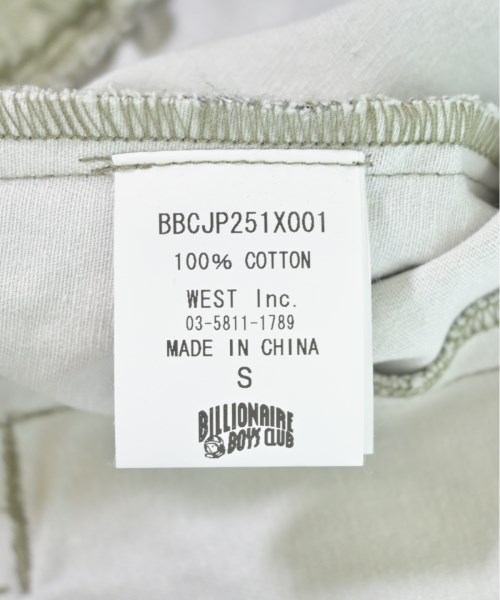 BBCJP251X001
100% COTTON
WEST Inc.
03-5811-1789
MADE IN CHINA
S
BILLIONAIRE
BOYS CLUB